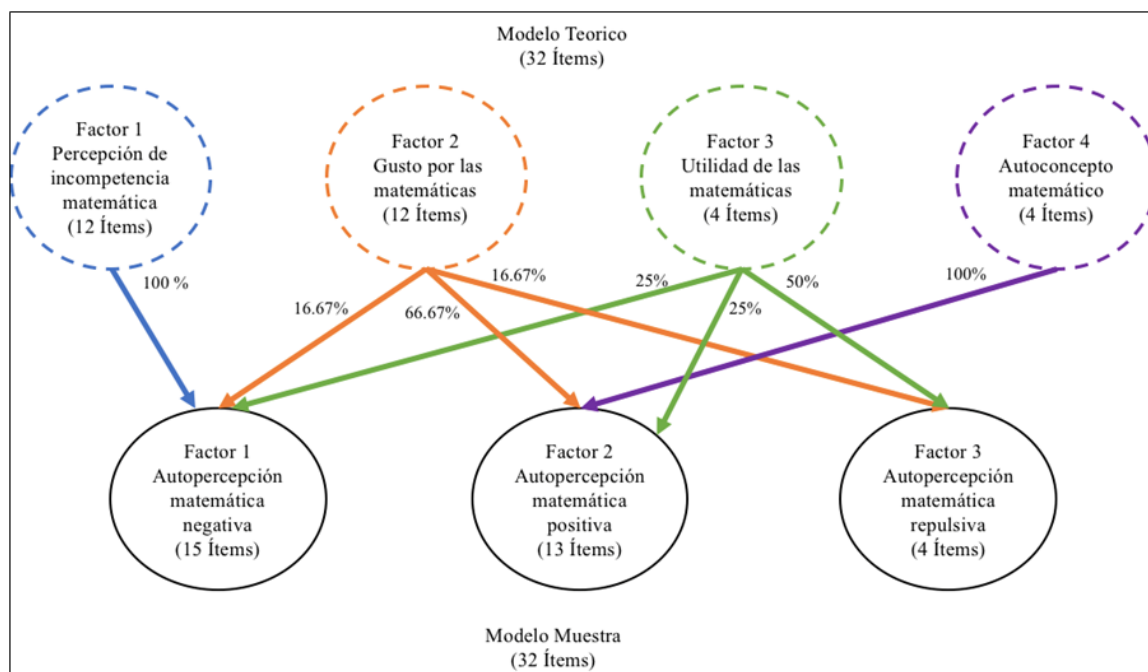 Modelo Teorico
(32 Ítems)
Factor 1
Percepción de
incompetencia
matemática
(12 Ítems)
Factor 2
Gusto por las
matemáticas
(12 Ítems)
Factor 3
Utilidad de las
matemáticas
(4 Ítems)
Factor 4
Autoconcepto
matemático
(4 Ítems)
100 %
16.67%
66.67%
16.67%
25%
25%
50%
100%
Factor 1
Autopercepción
matemática
negativa
(15 Ítems)
Factor 2
Autopercepción
matemática
positiva
(13 Ítems)
Factor 3
Autopercepción
matemática
repulsiva
(4 Ítems)
Modelo Muestra
(32 Ítems)